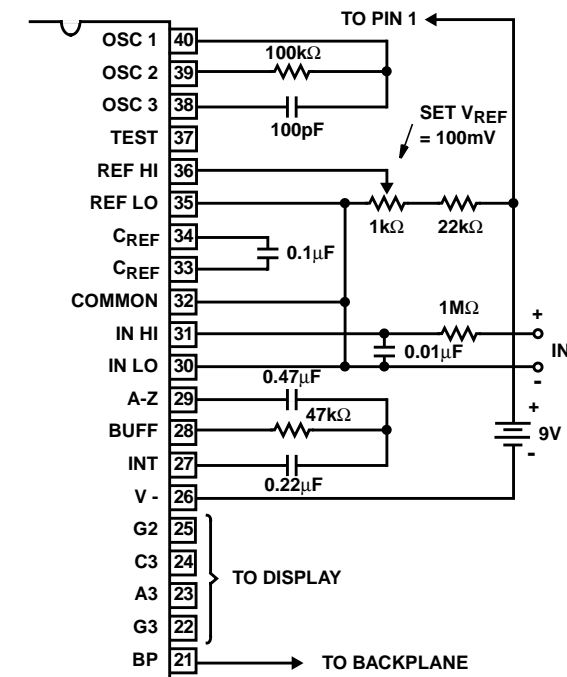 TO PIN 1
OSC 1 40
100kΩ
OSC 2 39
OSC 3 38
100pF
SET VREF
= 100mV
TEST 37
REF HI 36
REF LO 35
1kΩ 22kΩ
CREF 34
0.1μF
CREF 33
COMMON 32
1MΩ
+
IN HI 31
IN
0.01μF
IN LO 30
-
0.47μF
A-Z 29
+
47kΩ
BUFF 28
9V
-
INT 27
0.22μF
V - 26
G2 25
C3 24
TO DISPLAY
A3 23
G3 22
BP 21
TO BACKPLANE